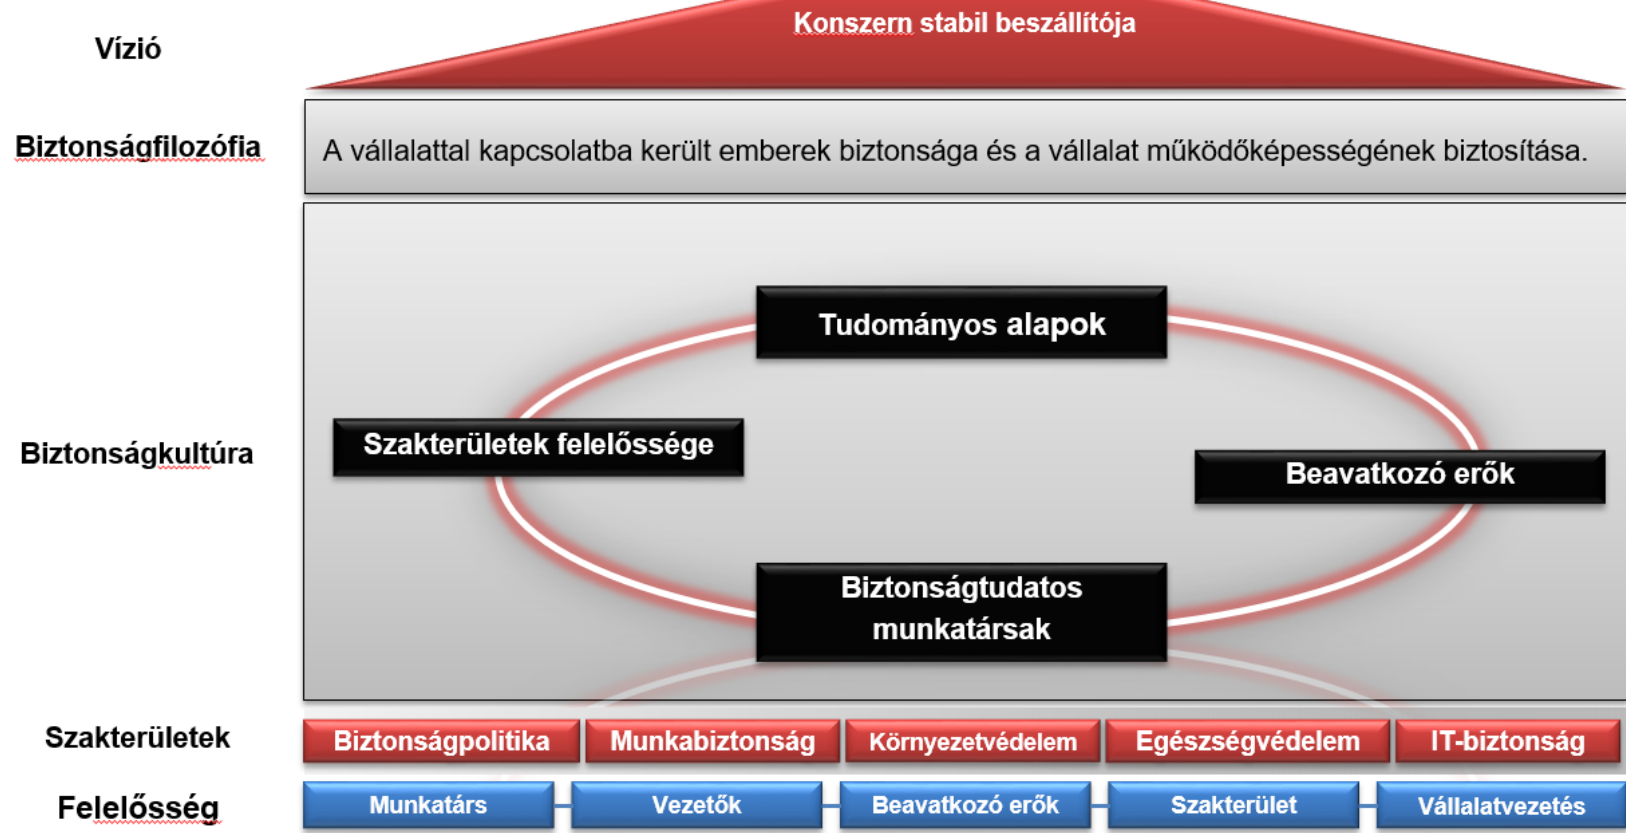 Konszern stabil beszállítója
Vízió
Biztonságfilozófia
A vállalattal kapcsolatba került emberek biztonsága és a vállalat működőképességének biztosítása.
Tudományos alapok
Szakterületek felelőssége
Biztonságkultúra
Beavatkozó erők
Biztonságtudatos
munkatársak
Szakterületek
Biztonságpolitika
Munkabiztonság
Környezetvédelem
Egészségvédelem
IT-biztonság
Felelősség
Munkatárs
Vezetők
Beavatkozó erők
Szakterület
Vállalatvezetés